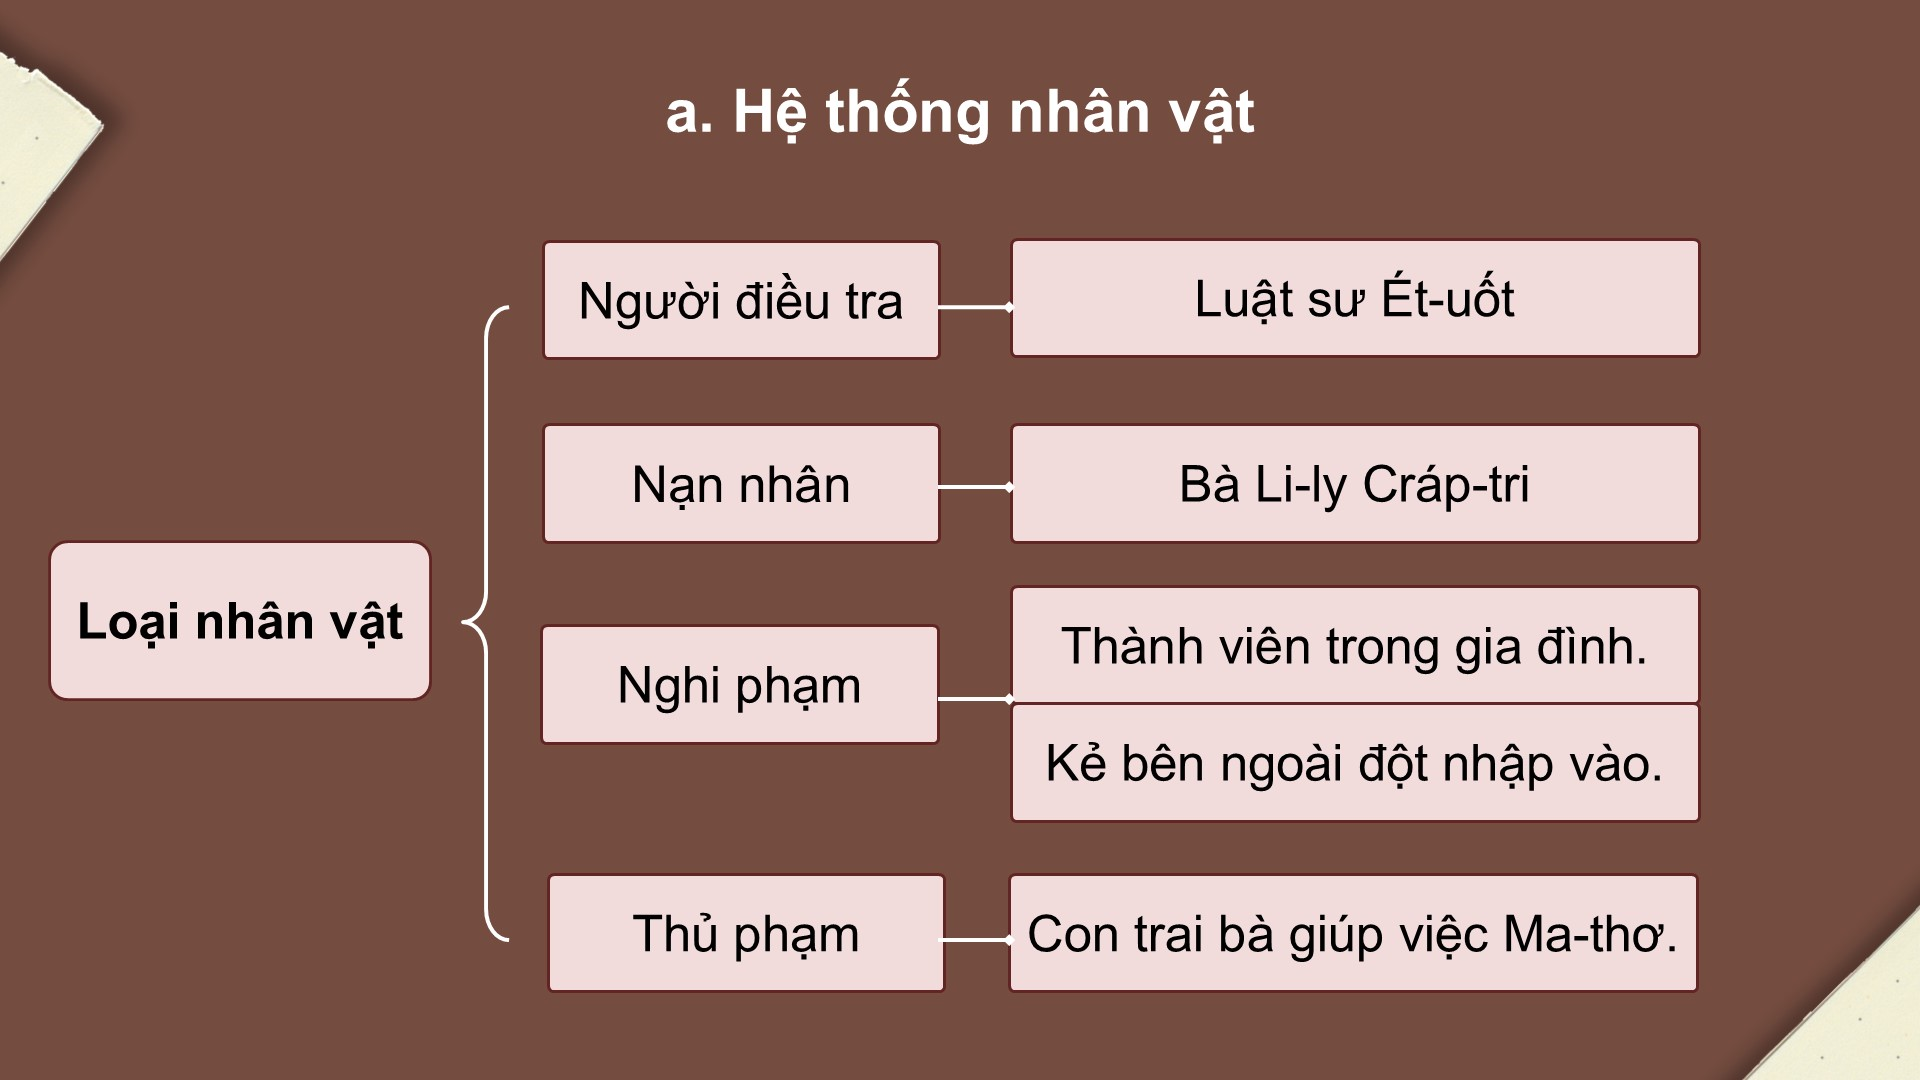 a. Hệ thống nhân vật
Loại nhân vật
Người điều tra
Luật sư Ét-uốt
Nạn nhân
Bà Li-ly Cráp-tri
Nghi phạm
Thành viên trong gia đình.
Kẻ bên ngoài đột nhập vào.
Thủ phạm
Con trai bà giúp việc Ma-thơ.